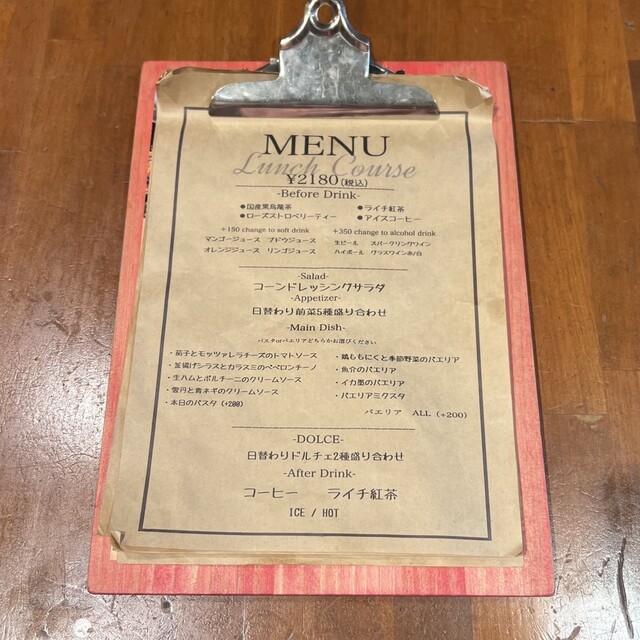 MENU
Lunch Course
¥2180(税込)
-Before Drink-
●国産黒烏龍茶 ●ライチ紅茶
●ローズストロベリーティー ●アイスコーヒー
+150 change to soft drink +350 change to alcohol drink
マンゴージュース ブドウジュース 生ビール スパークリングワイン
オレンジジュース リンゴジュース ハイボール グラスワイン赤/白
-Salad-
コーンドレッシングサラダ
-Appetizer-
日替わり前菜5種盛り合わせ
-Main Dish-
パスタorパエリアどちらかお選びください
・茄子とモッツァレラチーズのトマトソース ・鶏ももにくと季節野菜のパエリア
・釜揚げシラスとカラスミのペペロンチーノ ・魚介のパエリア
・生ハムとポルチーニのクリームソース ・イカ墨のパエリア
・雲丹と青ネギのクリームソース ・パエリアミクスタ
・本日のパスタ (+200) パエリア ALL (+200)
-DOLCE-
日替わりドルチェ2種盛り合わせ
-After Drink-
コーヒー ライチ紅茶
ICE / HOT